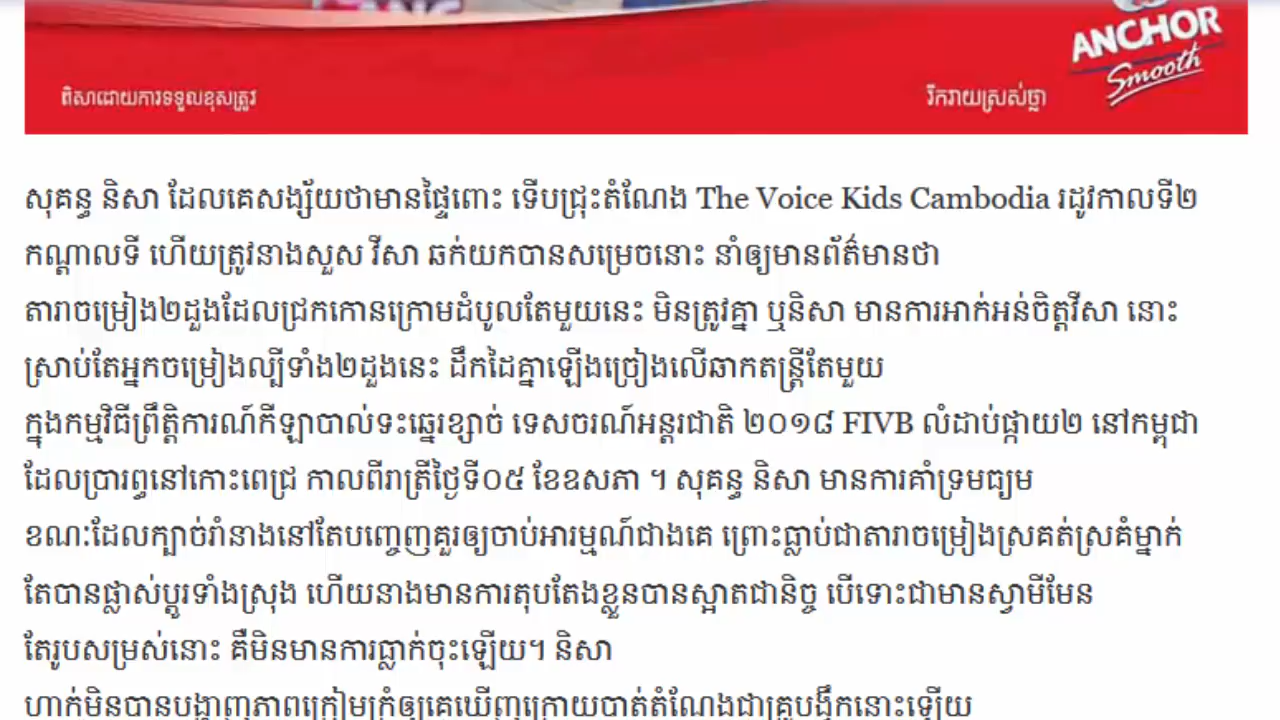 ANCHOR
Smooth
ពិសាដោយការទទួលខុសត្រូវ
រីករាយស្រស់ថ្លា
សុគន្ធ និសា ដែលគេសង្ស័យថាមានផ្ទៃពោះ ទើបជ្រុះតំណែង The Voice Kids Cambodia រដូវកាលទី២
កណ្តាលទី ហើយត្រូវនាងសួស វីសា ឆក់យកបានសម្រេចនោះ នាំឲ្យមានព័ត៌មានថា
តារាចម្រៀង២ដួងដែលជ្រកកោនក្រោមដំបូលតែមួយនេះ មិនត្រូវគ្នា ឬនិសា មានការអាក់អន់ចិត្តវីសា នោះ
ស្រាប់តែអ្នកចម្រៀងល្បីទាំង២ដួងនេះ ដឹកដៃគ្នាឡើងច្រៀងលើឆាកតន្ត្រីតែមួយ
ក្នុងកម្មវិធីព្រឹត្តិការណ៍កីឡាបាល់ទះឆ្នេរខ្សាច់ ទេសចរណ៍អន្តរជាតិ ២០១៨ FIVB លំដាប់ផ្កាយ២ នៅកម្ពុជា
ដែលប្រារព្ធនៅកោះពេជ្រ កាលពីរាត្រីថ្ងៃទី០៥ ខែឧសភា ។ សុគន្ធ និសា មានការគាំទ្រមធ្យម
ខណៈដែលក្បាច់រាំនាងនៅតែបញ្ចេញគួរឲ្យចាប់អារម្មណ៍ជាងគេ ព្រោះធ្លាប់ជាតារាចម្រៀងស្រគត់ស្រគំម្នាក់
តែបានផ្លាស់ប្តូរទាំងស្រុង ហើយនាងមានការតុបតែងខ្លួនបានស្អាតជានិច្ច បើទោះជាមានស្វាមីមែន
តែរូបសម្រស់នោះ គឺមិនមានការធ្លាក់ចុះឡើយ។ និសា
ហាក់មិនបានបង្ហាញភាពក្រៀមក្រំឲ្យគេឃើញក្រោយបាត់តំណែងជាគ្រូបង្វឹកនោះឡើយ